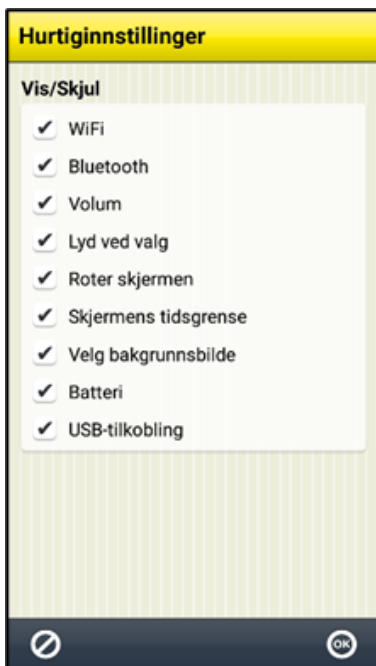 Hurtiginnstillinger
Vis/Skjul
WiFi
Bluetooth
Volum
Lyd ved valg
Roter skjermen
Skjermens tidsgrense
Velg bakgrunnsbilde
Batteri
USB-tilkobling
OK